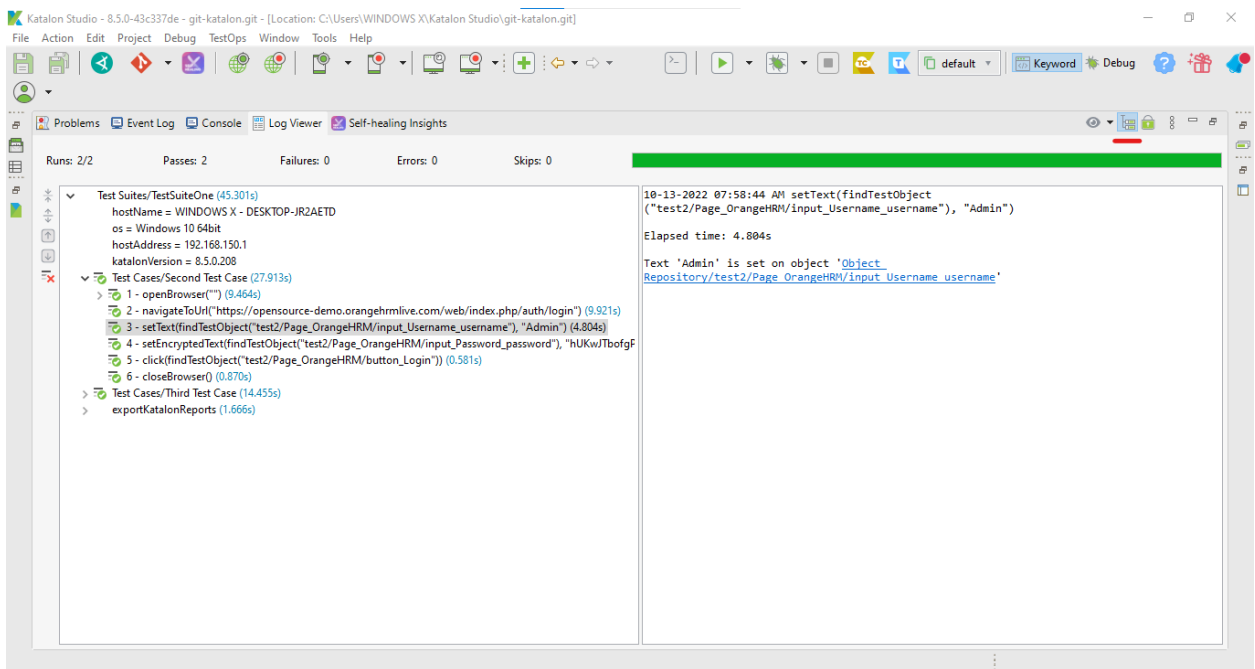 Katalon Studio - 8.5.0-43c337de - git-katalon.git - [Location: C:\Users\WINDOWS X\Katalon Studio\git-katalon.git]
File Action Edit Project Debug TestOps Window Tools Help
default
Keyword
Debug
Problems Event Log Console Log Viewer Self-healing Insights
Runs: 2/2 Passes: 2 Failures: 0 Errors: 0 Skips: 0
Test Suites/TestSuiteOne (45.301s)
hostName = WINDOWS X - DESKTOP-JR2AETD
os = Windows 10 64bit
hostAddress = 192.168.150.1
katalonVersion = 8.5.0.208
Test Cases/Second Test Case (27.913s)
1 - openBrowser("") (9.464s)
2 - navigateToUrl("https://opensource-demo.orangehrmlive.com/web/index.php/auth/login") (9.921s)
3 - setText(findTestObject("test2/Page_OrangeHRM/input_Username_username"), "Admin") (4.804s)
4 - setEncryptedText(findTestObject("test2/Page_OrangeHRM/input_Password_password"), "hUKwJTbofgP
5 - click(findTestObject("test2/Page_OrangeHRM/button_Login")) (0.581s)
6 - closeBrowser() (0.870s)
Test Cases/Third Test Case (14.455s)
exportKatalonReports (1.666s)
10-13-2022 07:58:44 AM setText(findTestObject
("test2/Page_OrangeHRM/input_Username_username"), "Admin")
Elapsed time: 4.804s
Text 'Admin' is set on object 'Object
Repository/test2/Page_OrangeHRM/input_Username_username'